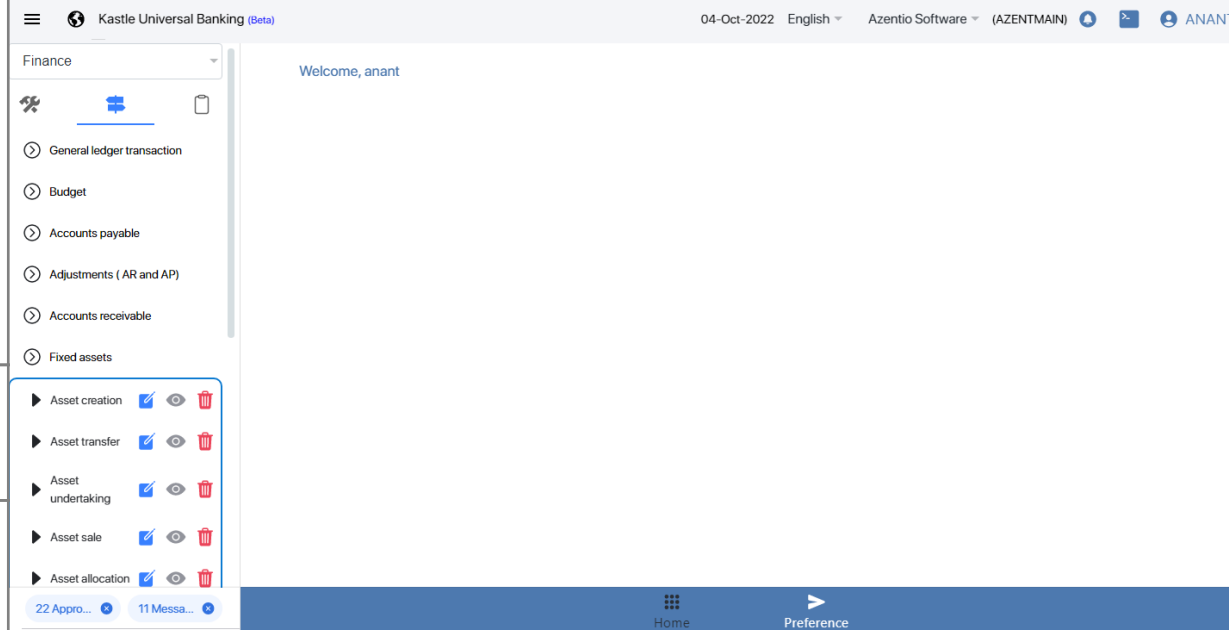 Kastle Universal Banking (Beta)
04-Oct-2022 English Azentio Software (AZENTMAIN) ANANT
Finance
Welcome, anant
General ledger transaction
Budget
Accounts payable
Adjustments ( AR and AP)
Accounts receivable
Fixed assets
Asset creation
Asset transfer
Asset
undertaking
Asset sale
Asset allocation
22 Appro... 11 Messa...
Home
Preference